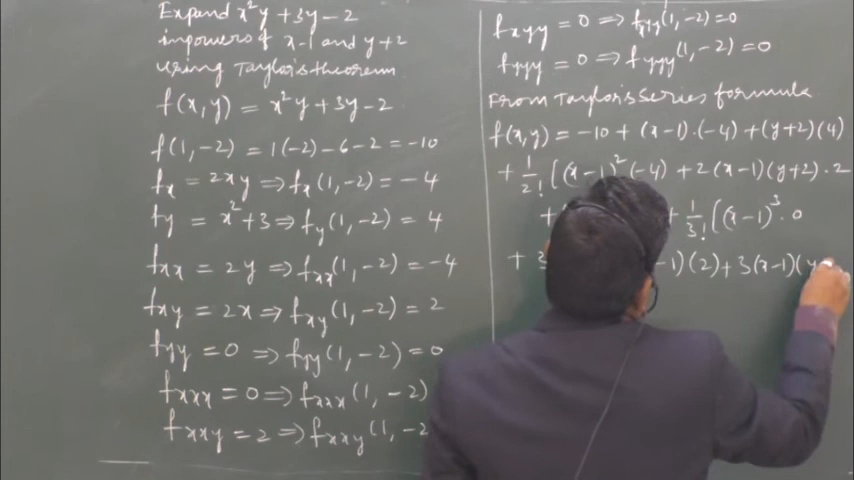 Expand x²y + 3y - 2
in powers of x-1 and y+2
using Taylor's theorem.
f(x,y) = x²y + 3y - 2
f(1,-2) = 1(-2) - 6 - 2 = -10
fx = 2xy ⇒ fx(1,-2) = -4
fy = x² + 3 ⇒ fy(1,-2) = 4
fxx = 2y ⇒ fxx(1,-2) = -4
fxy = 2x ⇒ fxy(1,-2) = 2
fyy = 0 ⇒ fyy(1,-2) = 0
fxxx = 0 ⇒ fxxx(1,-2)
fxxy = 2 ⇒ fxxy(1,-2
fxyy = 0 ⇒ fxyy(1,-2) = 0
fyyy = 0 ⇒ fyyy(1,-2) = 0
From Taylor's Series formula
f(x,y) = -10 + (x-1)·(-4) + (y+2)(4)
+ 1/2! [(x-1)²(-4) + 2(x-1)(y+2)·2
+ + 1/3! [(x-1)³·0
+ 3 -1)(2) + 3(x-1)(y